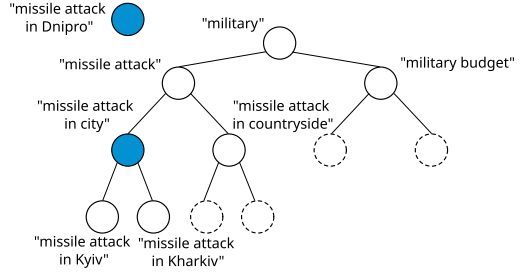 "missile attack
in Dnipro"
"military"
"missile attack"
"military budget"
"missile attack
in city"
"missile attack
in countryside"
"missile attack
in Kyiv"
"missile attack
in Kharkiv"